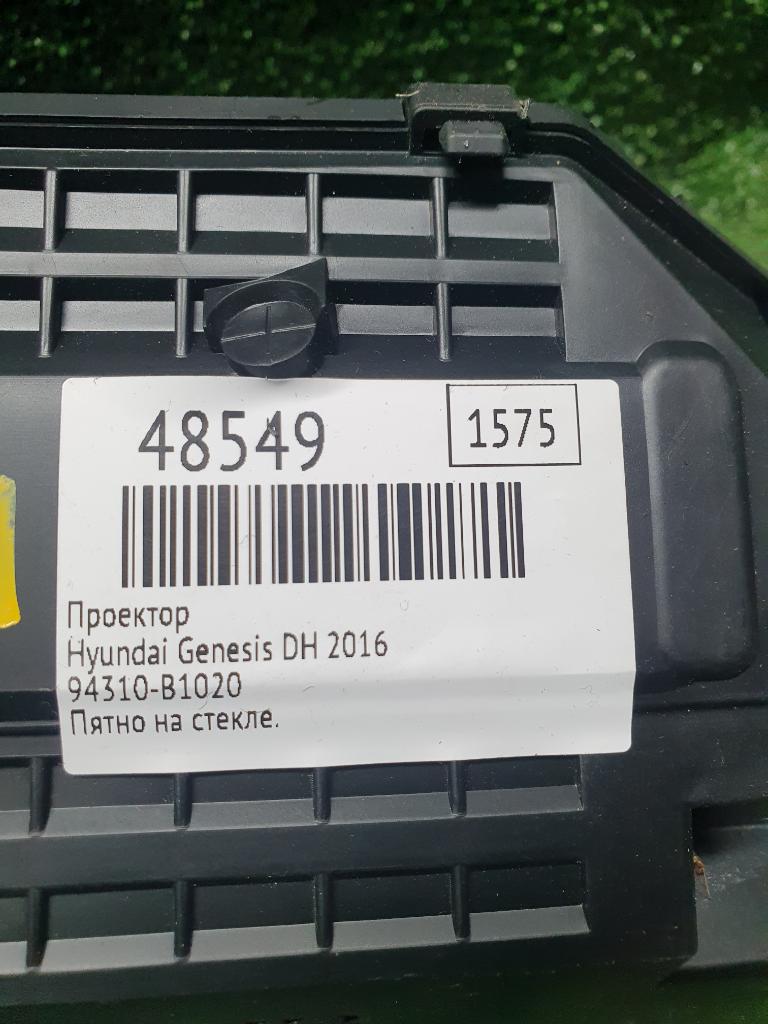 48549
1575
Проектор
Hyundai Genesis DH 2016
94310-B1020
Пятно на стекле.